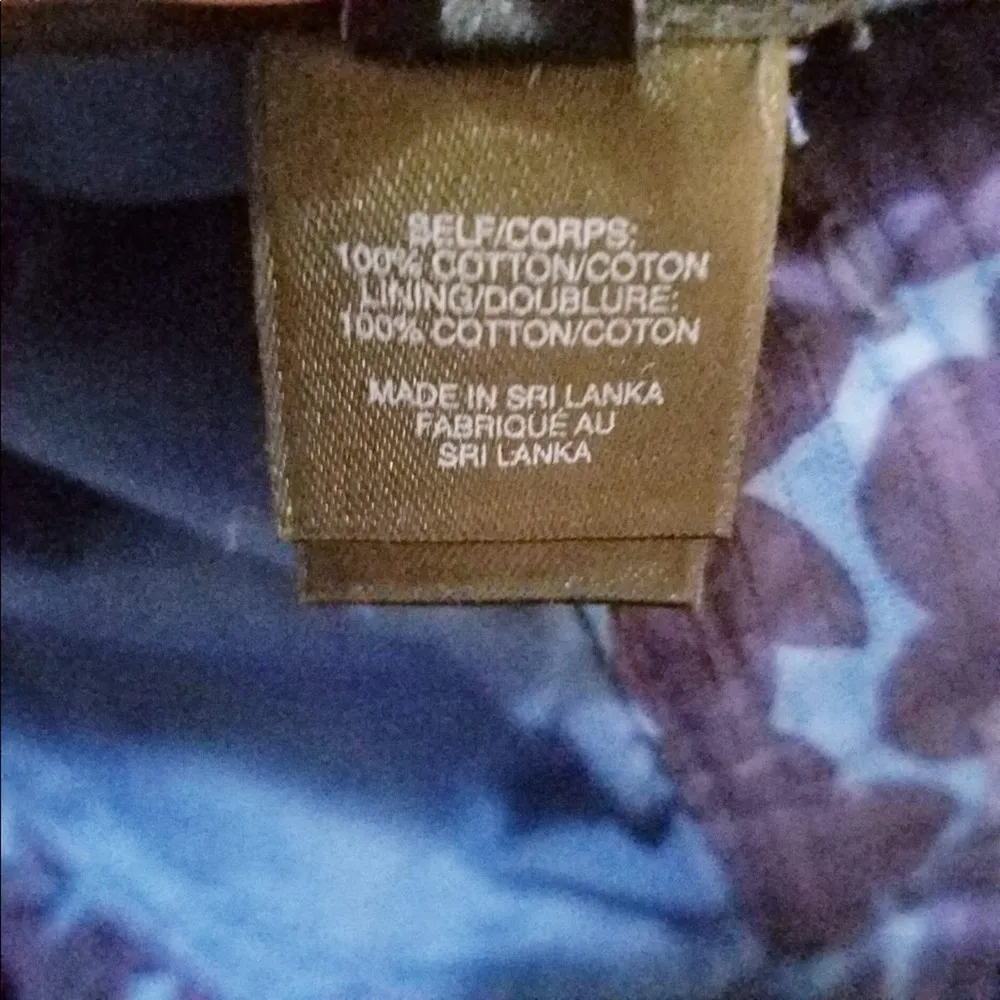 SELF/CORPS:
100% COTTON/COTON
LINING/DOUBLURE:
100% COTTON/COTON
MADE IN SRI LANKA
FABRIQUÉ AU
SRI LANKA